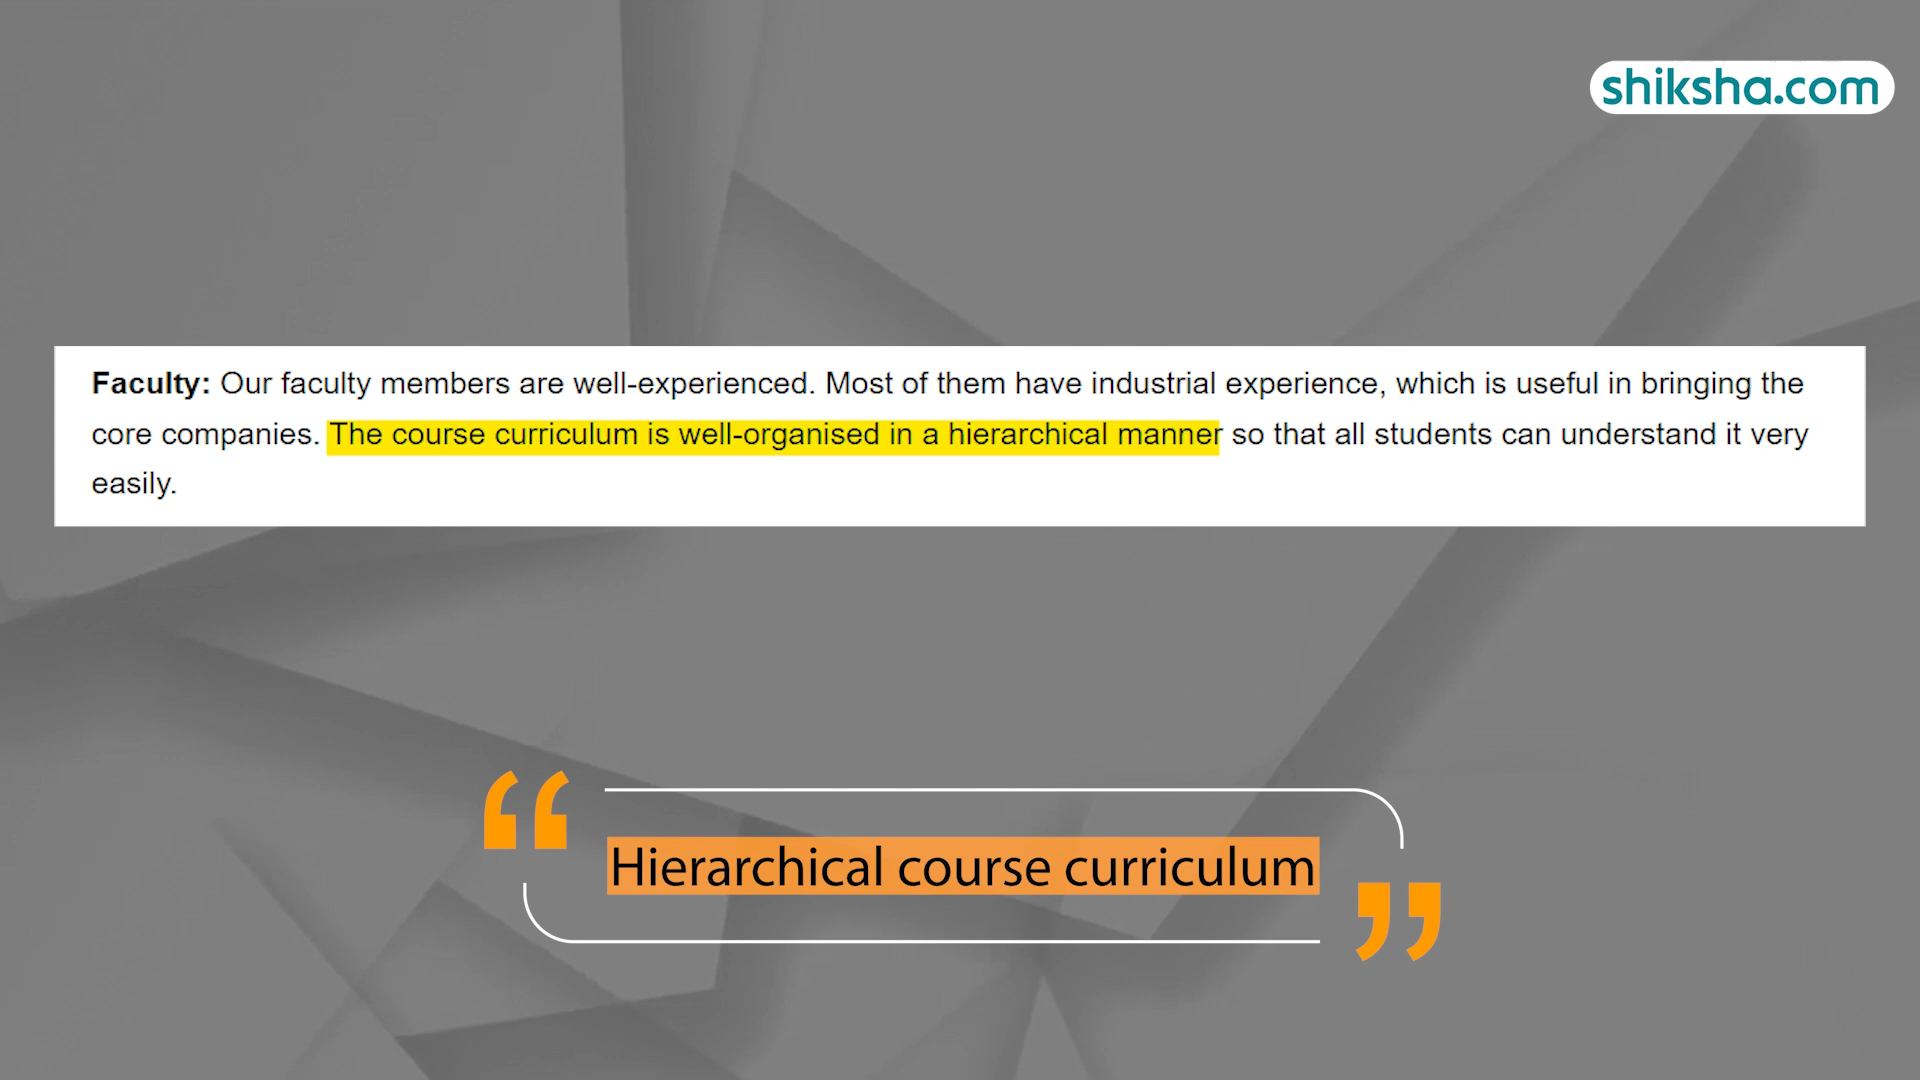 shiksha.com
Faculty: Our faculty members are well-experienced. Most of them have industrial experience, which is useful in bringing the
core companies. The course curriculum is well-organised in a hierarchical manner so that all students can understand it very
easily.
“Hierarchical course curriculum”